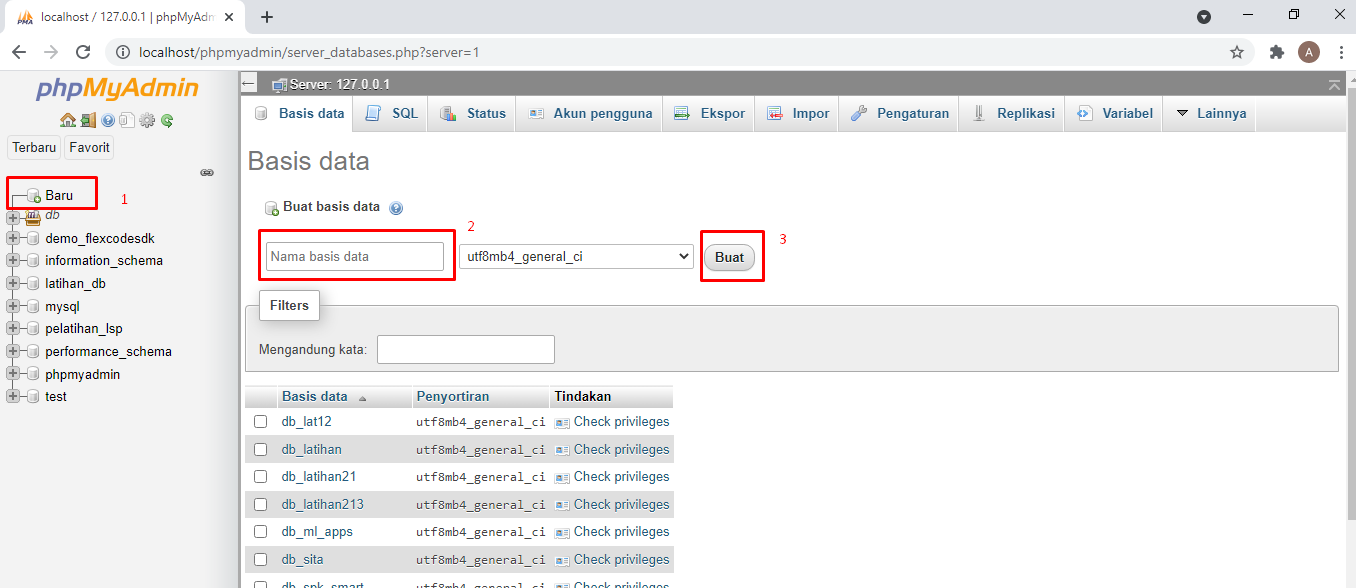 localhost / 127.0.0.1 | phpMyAdm
localhost/phpmyadmin/server_databases.php?server=1
A
phpMyAdmin
Terbaru Favorit
Baru 1
db
demo_flexcodesdk
information_schema
latihan_db
mysql
pelatihan_lsp
performance_schema
phpmyadmin
test
Server: 127.0.0.1
Basis data SQL Status Akun pengguna Ekspor Impor Pengaturan Replikasi Variabel Lainnya
Basis data
Buat basis data
2
3
Nama basis data utf8mb4_general_ci Buat
Filters
Mengandung kata:
Basis data Penyortiran Tindakan
db_lat12 utf8mb4_general_ci Check privileges
db_latihan utf8mb4_general_ci Check privileges
db_latihan21 utf8mb4_general_ci Check privileges
db_latihan213 utf8mb4_general_ci Check privileges
db_ml_apps utf8mb4_general_ci Check privileges
db_sita utf8mb4_general_ci Check privileges
db_spk_smart utf8mb4_general_ci Check privileges